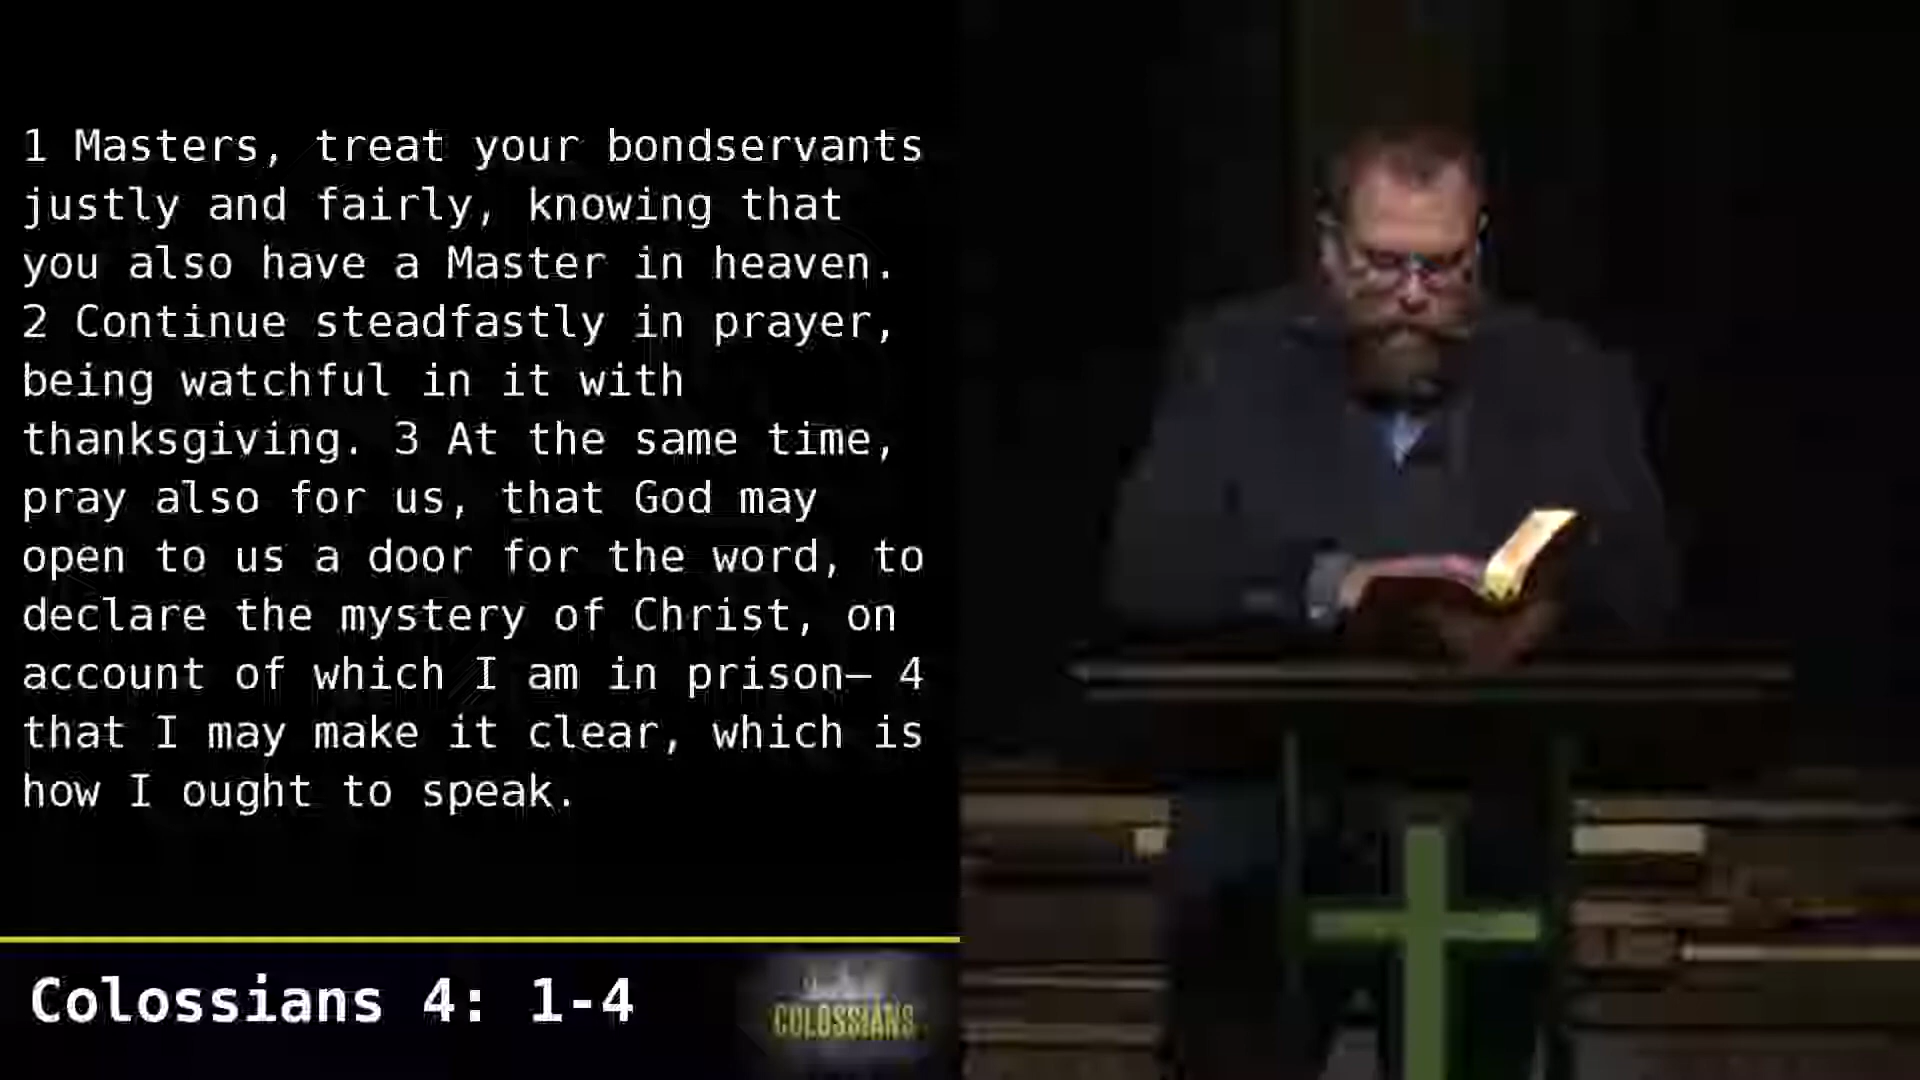 1 Masters, treat your bondservants
justly and fairly, knowing that
you also have a Master in heaven.
2 Continue steadfastly in prayer,
being watchful in it with
thanksgiving. 3 At the same time,
pray also for us, that God may
open to us a door for the word, to
declare the mystery of Christ, on
account of which I am in prison— 4
that I may make it clear, which is
how I ought to speak.
Colossians 4: 1-4
COLOSSIANS